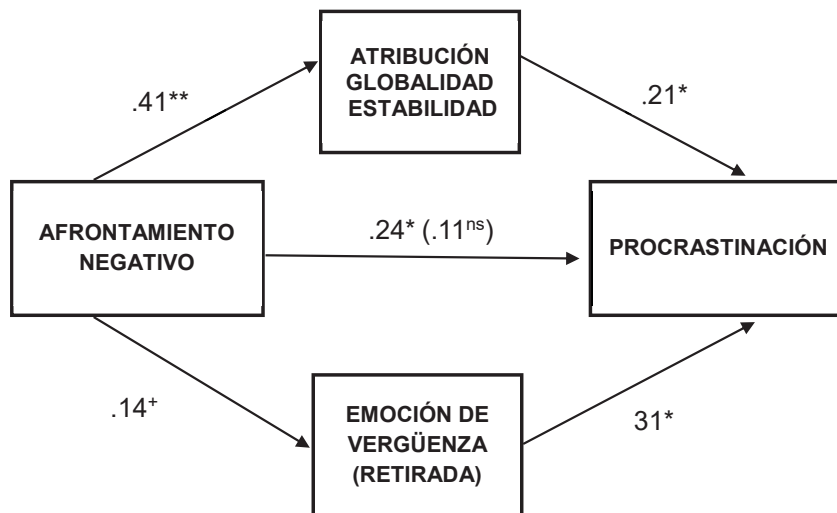 ATRIBUCIÓN
GLOBALIDAD
ESTABILIDAD
.41**
.21*
AFRONTAMIENTO
NEGATIVO
.24* (.11ⁿˢ)
PROCRASTINACIÓN
.14⁺
EMOCIÓN DE
VERGÜENZA
(RETIRADA)
31*